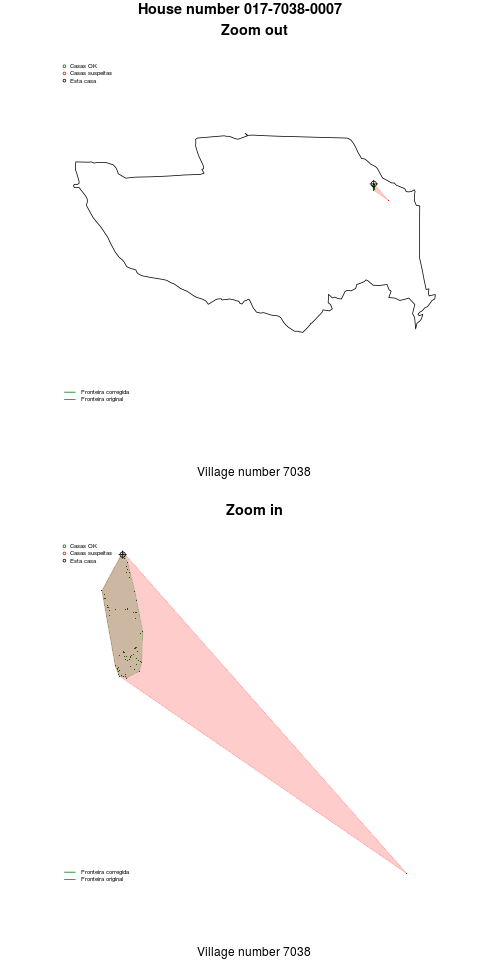 House number 017-7038-0007
Zoom out
Casas OK
Casas suspeitas
Esta casa
Fronteira corregida
Fronteira original
Village number 7038
Zoom in
Casas OK
Casas suspeitas
Esta casa
Fronteira corregida
Fronteira original
Village number 7038